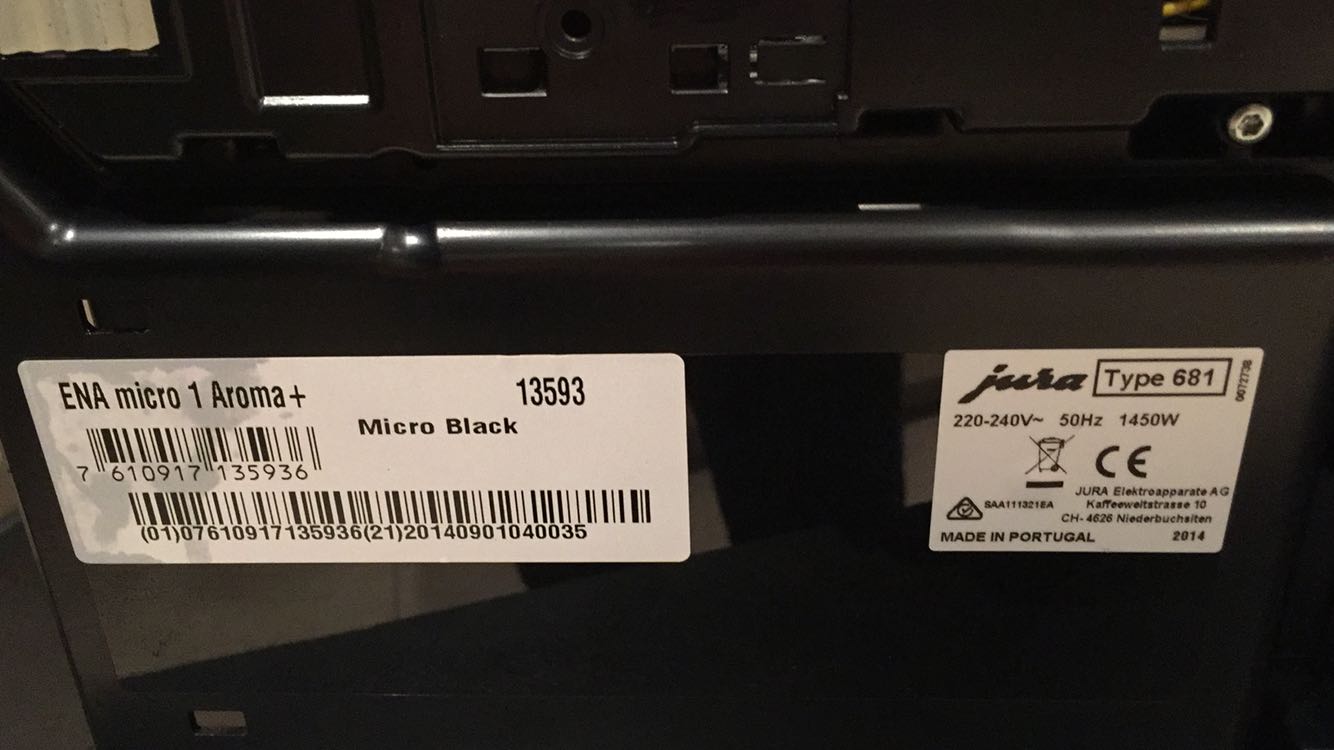 ENA micro 1 Aroma+ 13593
Micro Black
7 610917 135936
(01)07610917135936(21)20140901040035
jura Type 681
0072738
220-240V~ 50Hz 1450W
CE
JURA Elektroapparate AG
SAA111321EA Kaffeeweltstrasse 10
CH-4626 Niederbuchsiten
MADE IN PORTUGAL 2014